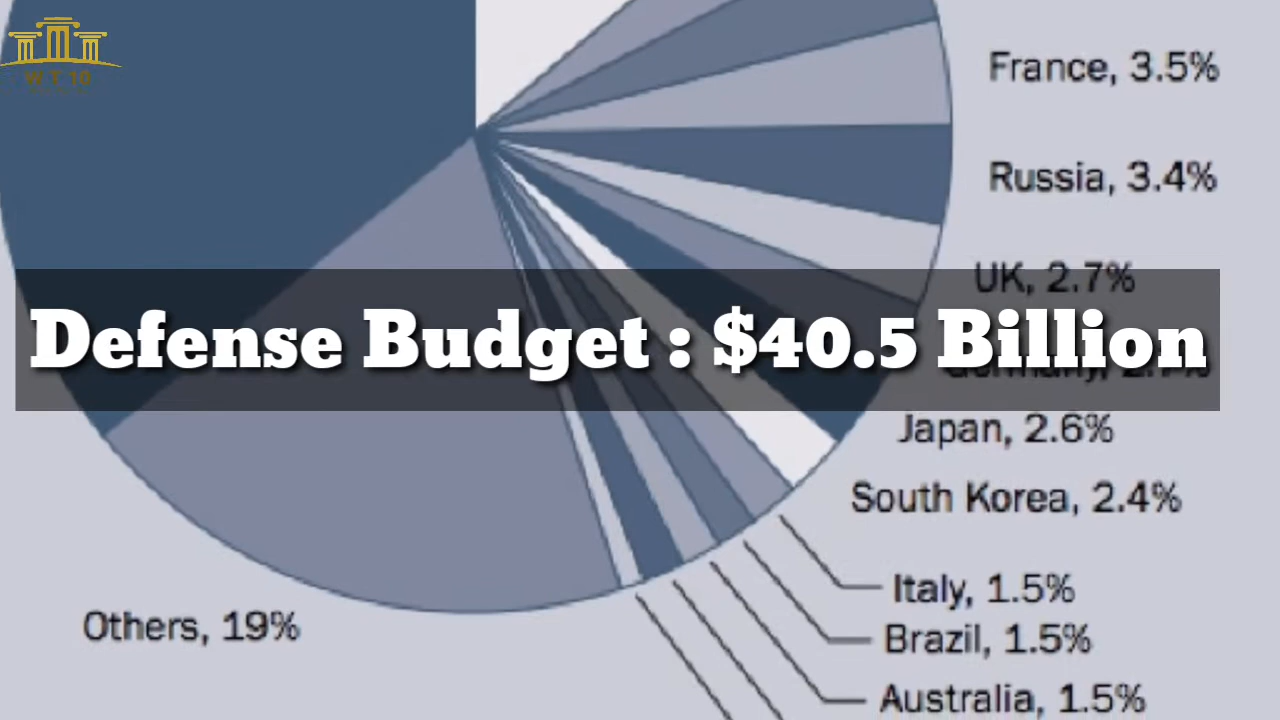 W T 10
France, 3.5%
Russia, 3.4%
UK, 2.7%
Defense Budget : $40.5 Billion
Japan, 2.6%
South Korea, 2.4%
Italy, 1.5%
Others, 19%
Brazil, 1.5%
Australia, 1.5%